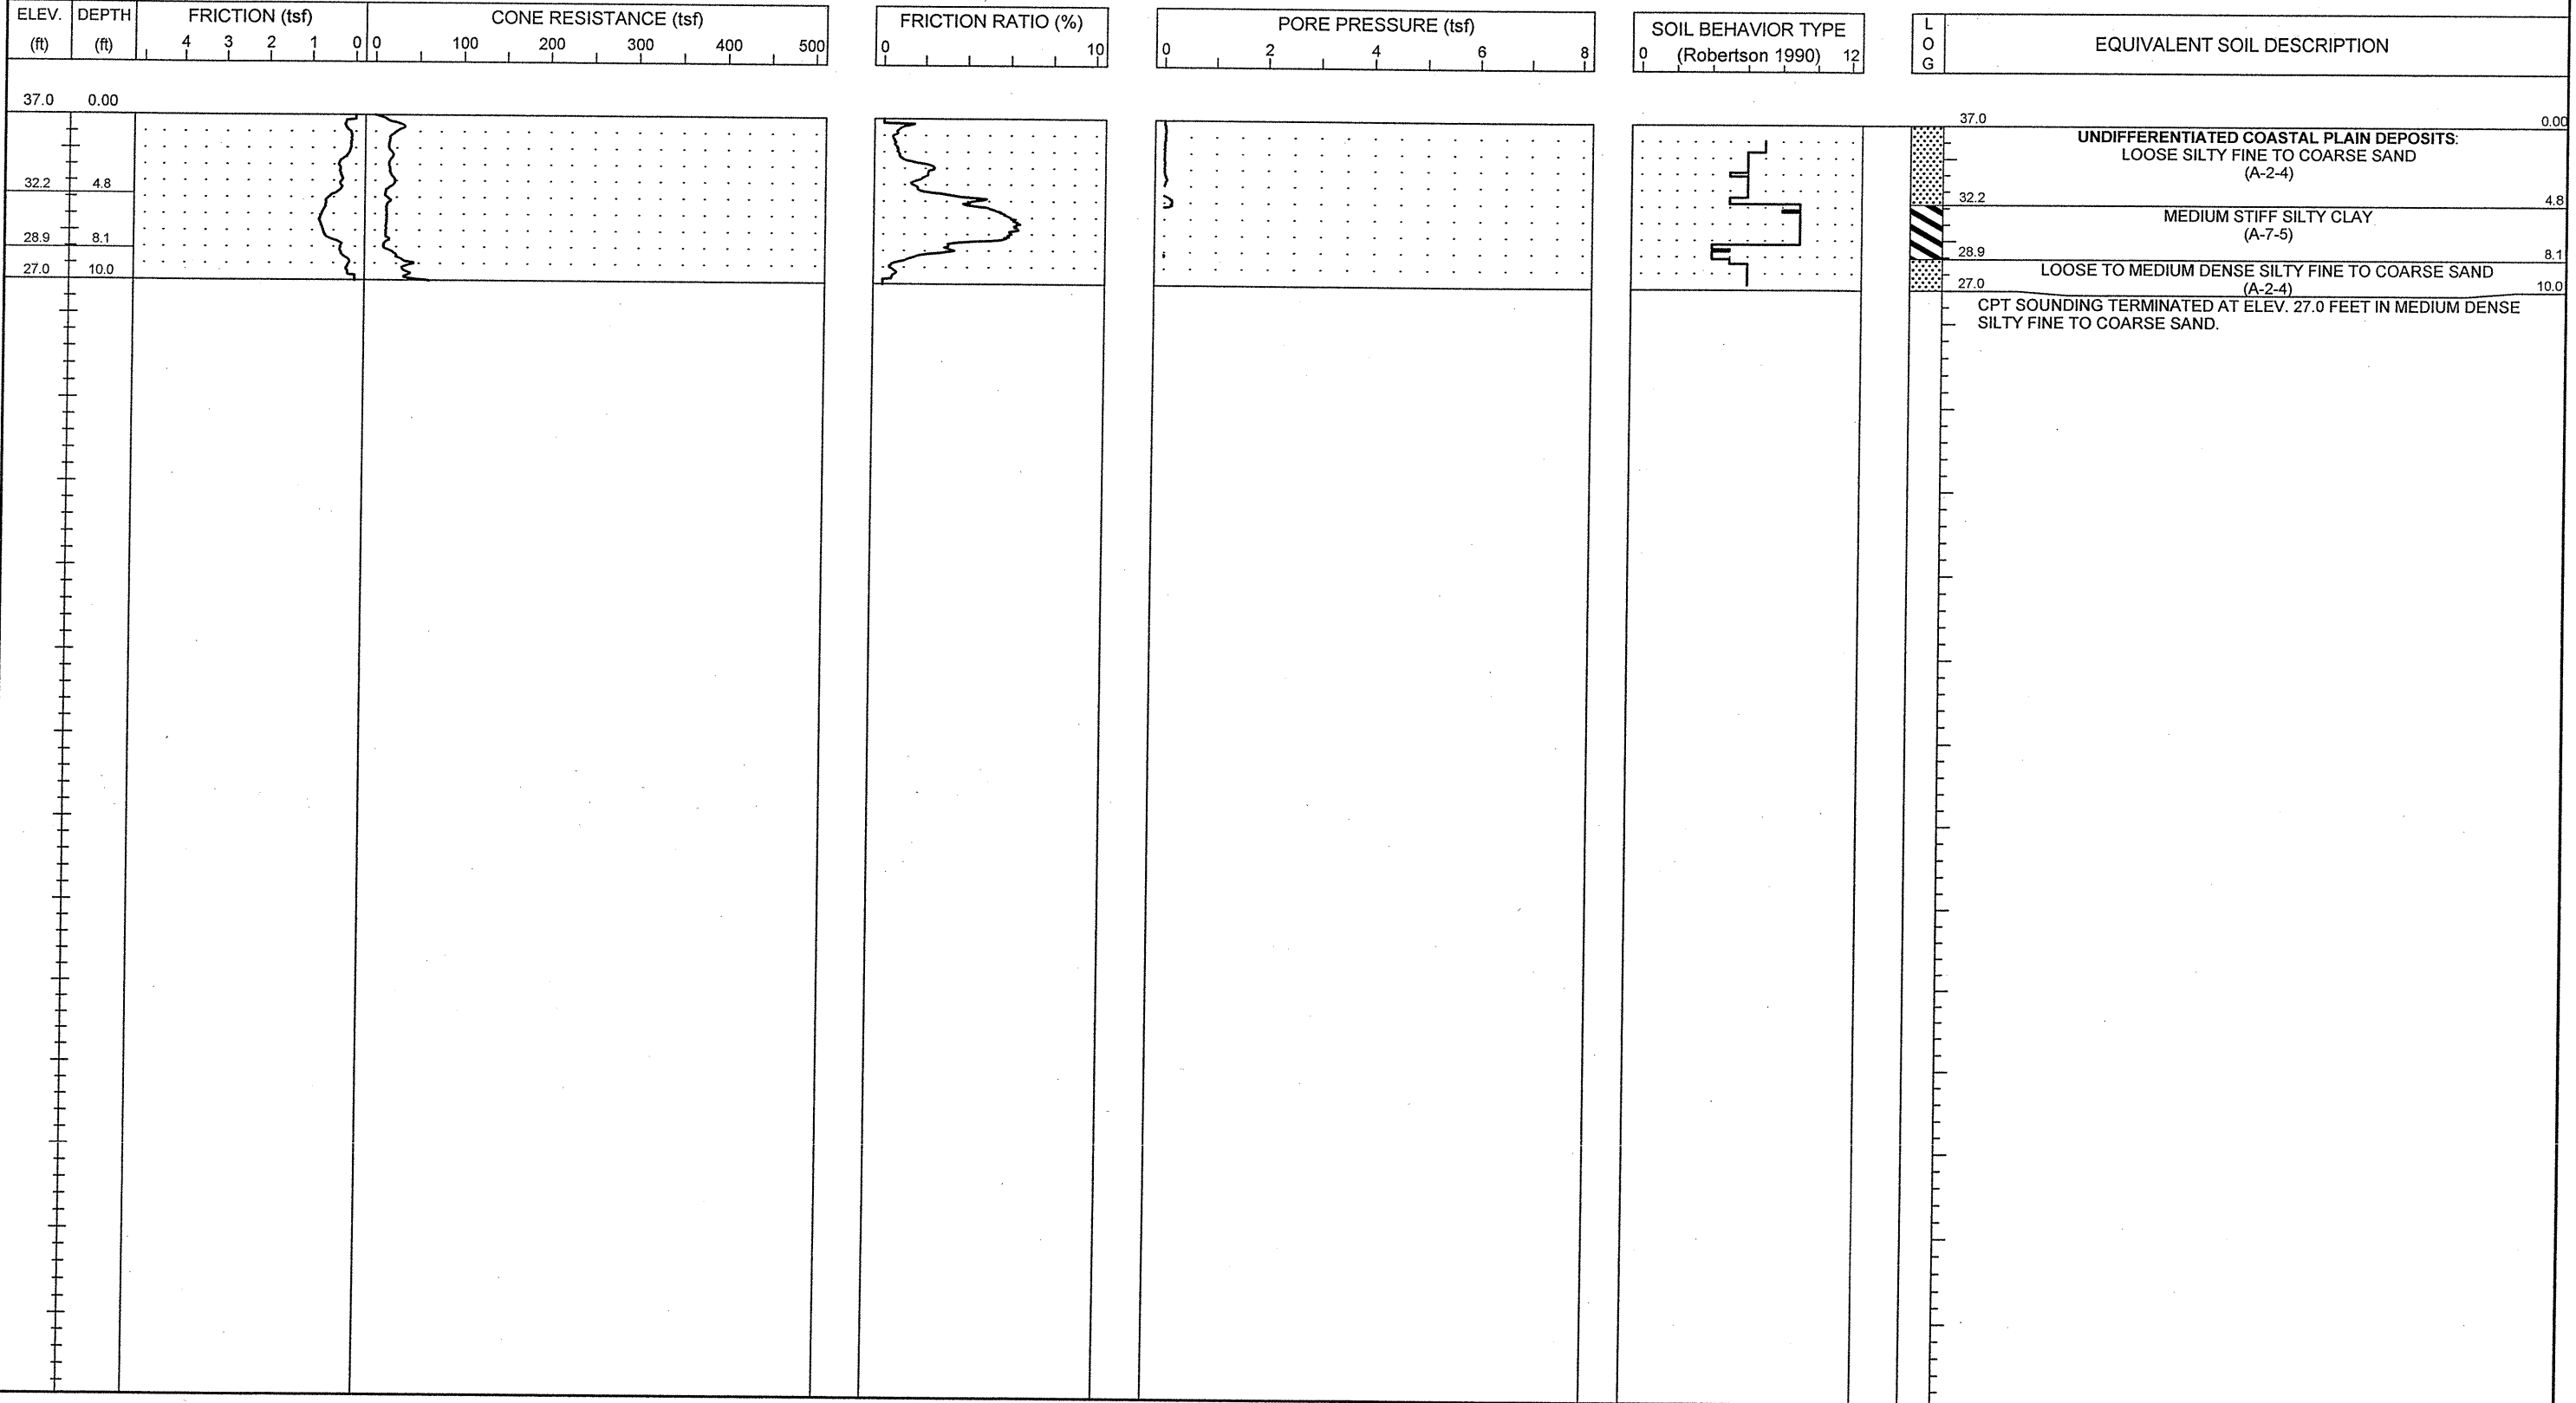 ELEV.
(ft)
DEPTH
(ft)
FRICTION (tsf)
4 3 2 1 0
CONE RESISTANCE (tsf)
0 100 200 300 400 500
FRICTION RATIO (%)
0 10
PORE PRESSURE (tsf)
0 2 4 6 8
SOIL BEHAVIOR TYPE
(Robertson 1990)
0 12
L
O
G
EQUIVALENT SOIL DESCRIPTION
37.0 0.00
32.2 4.8
28.9 8.1
27.0 10.0
37.0 0.00
UNDIFFERENTIATED COASTAL PLAIN DEPOSITS:
LOOSE SILTY FINE TO COARSE SAND
(A-2-4)
32.2 4.8
MEDIUM STIFF SILTY CLAY
(A-7-5)
28.9 8.1
LOOSE TO MEDIUM DENSE SILTY FINE TO COARSE SAND
(A-2-4)
27.0 10.0
CPT SOUNDING TERMINATED AT ELEV. 27.0 FEET IN MEDIUM DENSE
SILTY FINE TO COARSE SAND.